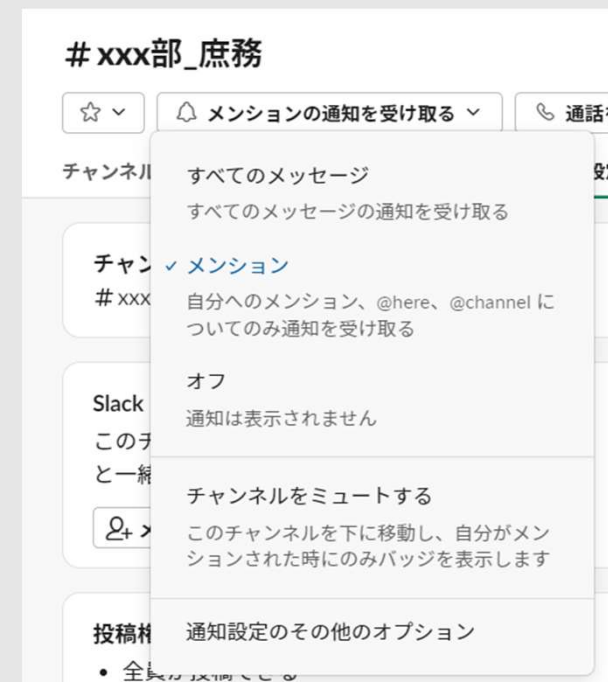 # xxx部_庶務
メンションの通知を受け取る
通話
チャンネル
すべてのメッセージ
すべてのメッセージの通知を受け取る
チャン
✓ メンション
# xxx
自分へのメンション、@here、@channel に
ついてのみ通知を受け取る
オフ
Slack
通知は表示されません
このチ
と一緒
チャンネルをミュートする
このチャンネルを下に移動し、自分がメン
ションされた時にのみバッジを表示します
通知設定のその他のオプション
投稿権
• 全員が投稿できる